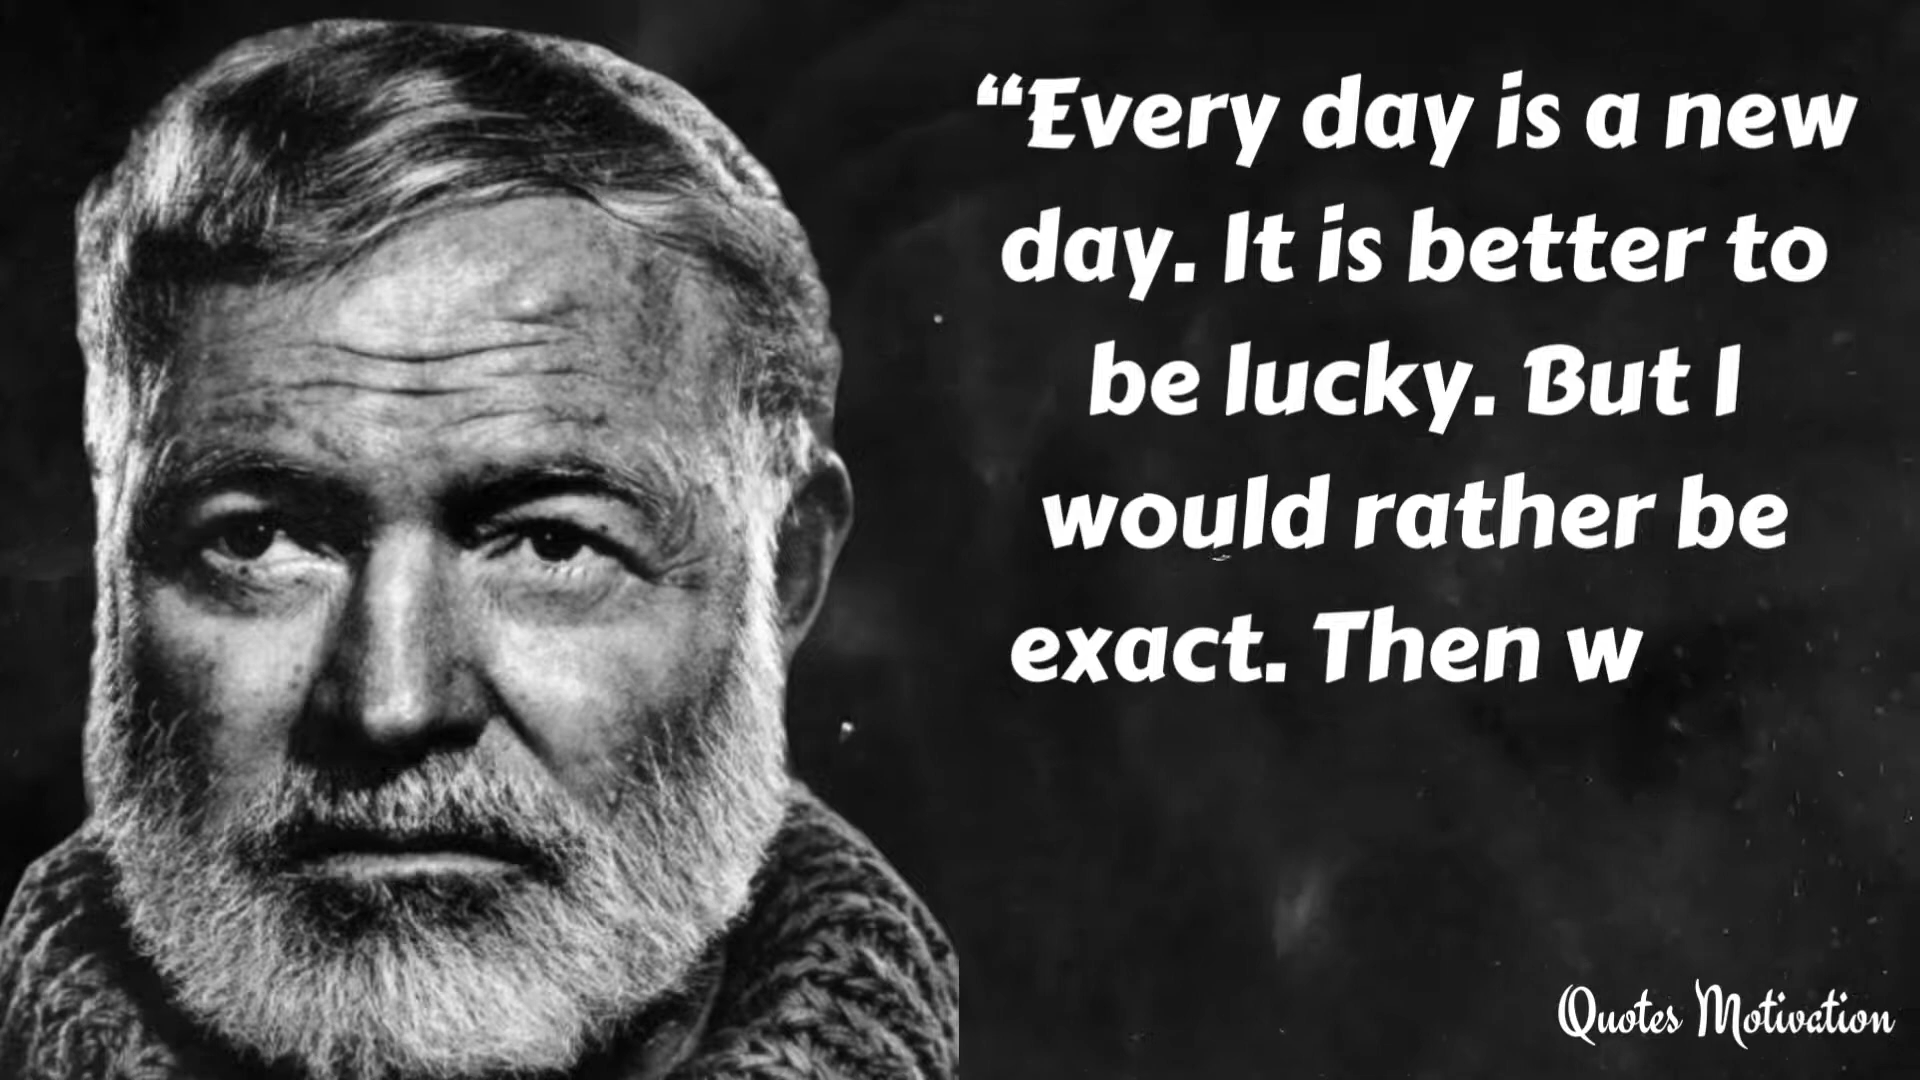 “Every day is a new
day. It is better to
be lucky. But I
would rather be
exact. Then w
Quotes Motivation